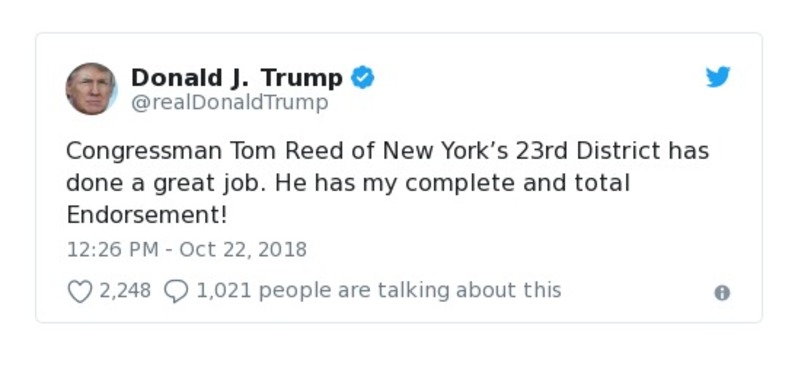 Donald J. Trump
@realDonaldTrump
Congressman Tom Reed of New York’s 23rd District has
done a great job. He has my complete and total
Endorsement!
12:26 PM - Oct 22, 2018
2,248 1,021 people are talking about this